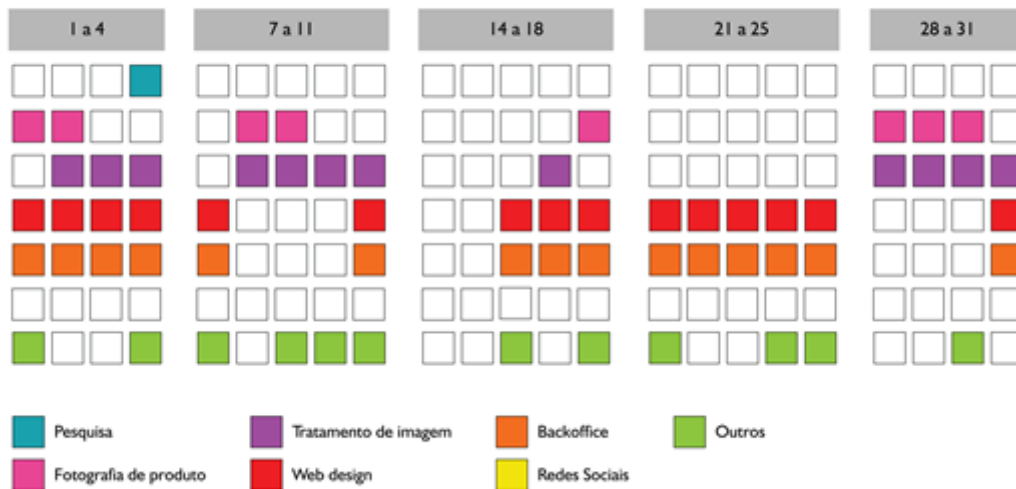 1 a 4
7 a 11
14 a 18
21 a 25
28 a 31
Pesquisa
Tratamento de imagem
Backoffice
Outros
Fotografia de produto
Web design
Redes Sociais